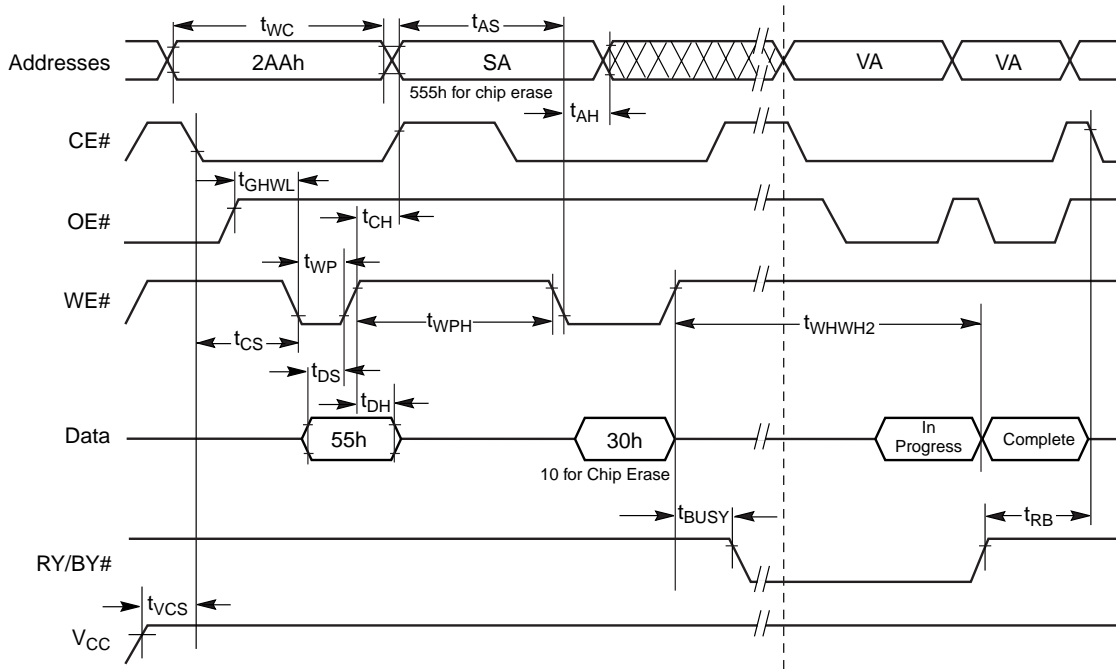 tWC
tAS
Addresses
2AAh
SA
VA
VA
555h for chip erase
tAH
CE#
tGHWL
OE#
tCH
tWP
WE#
tWPH
tWHWH2
tCS
tDS
tDH
Data
55h
30h
In
Progress
Complete
10 for Chip Erase
tBUSY
tRB
RY/BY#
tVCS
VCC